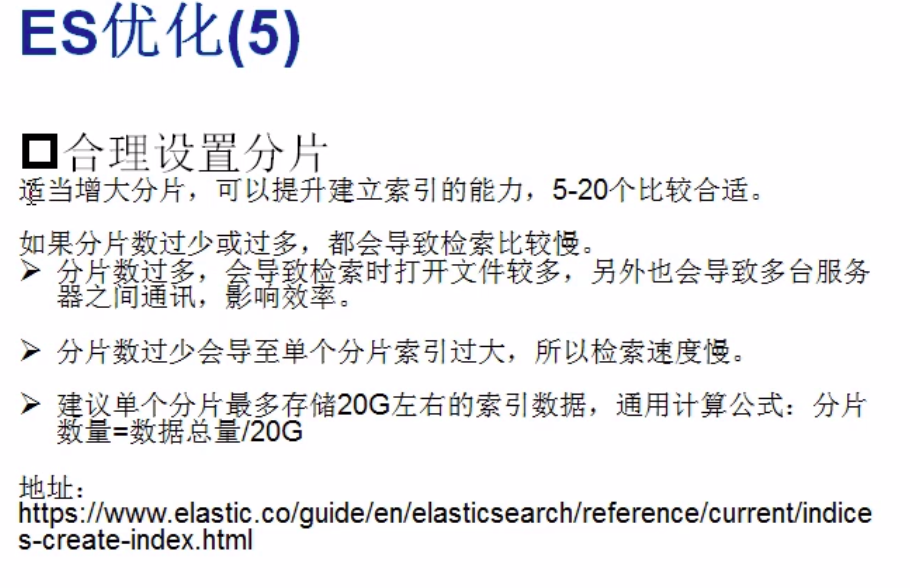 ES优化(5)
合理设置分片
适当增大分片，可以提升建立索引的能力，5-20个比较合适。
如果分片数过少或过多，都会导致检索比较慢。
➢ 分片数过多，会导致检索时打开文件较多，另外也会导致多台服务
器之间通讯，影响效率。
➢ 分片数过少会导至单个分片索引过大，所以检索速度慢。
➢ 建议单个分片最多存储20G左右的索引数据，通用计算公式：分片
数量=数据总量/20G
地址：
https://www.elastic.co/guide/en/elasticsearch/reference/current/indice
s-create-index.html